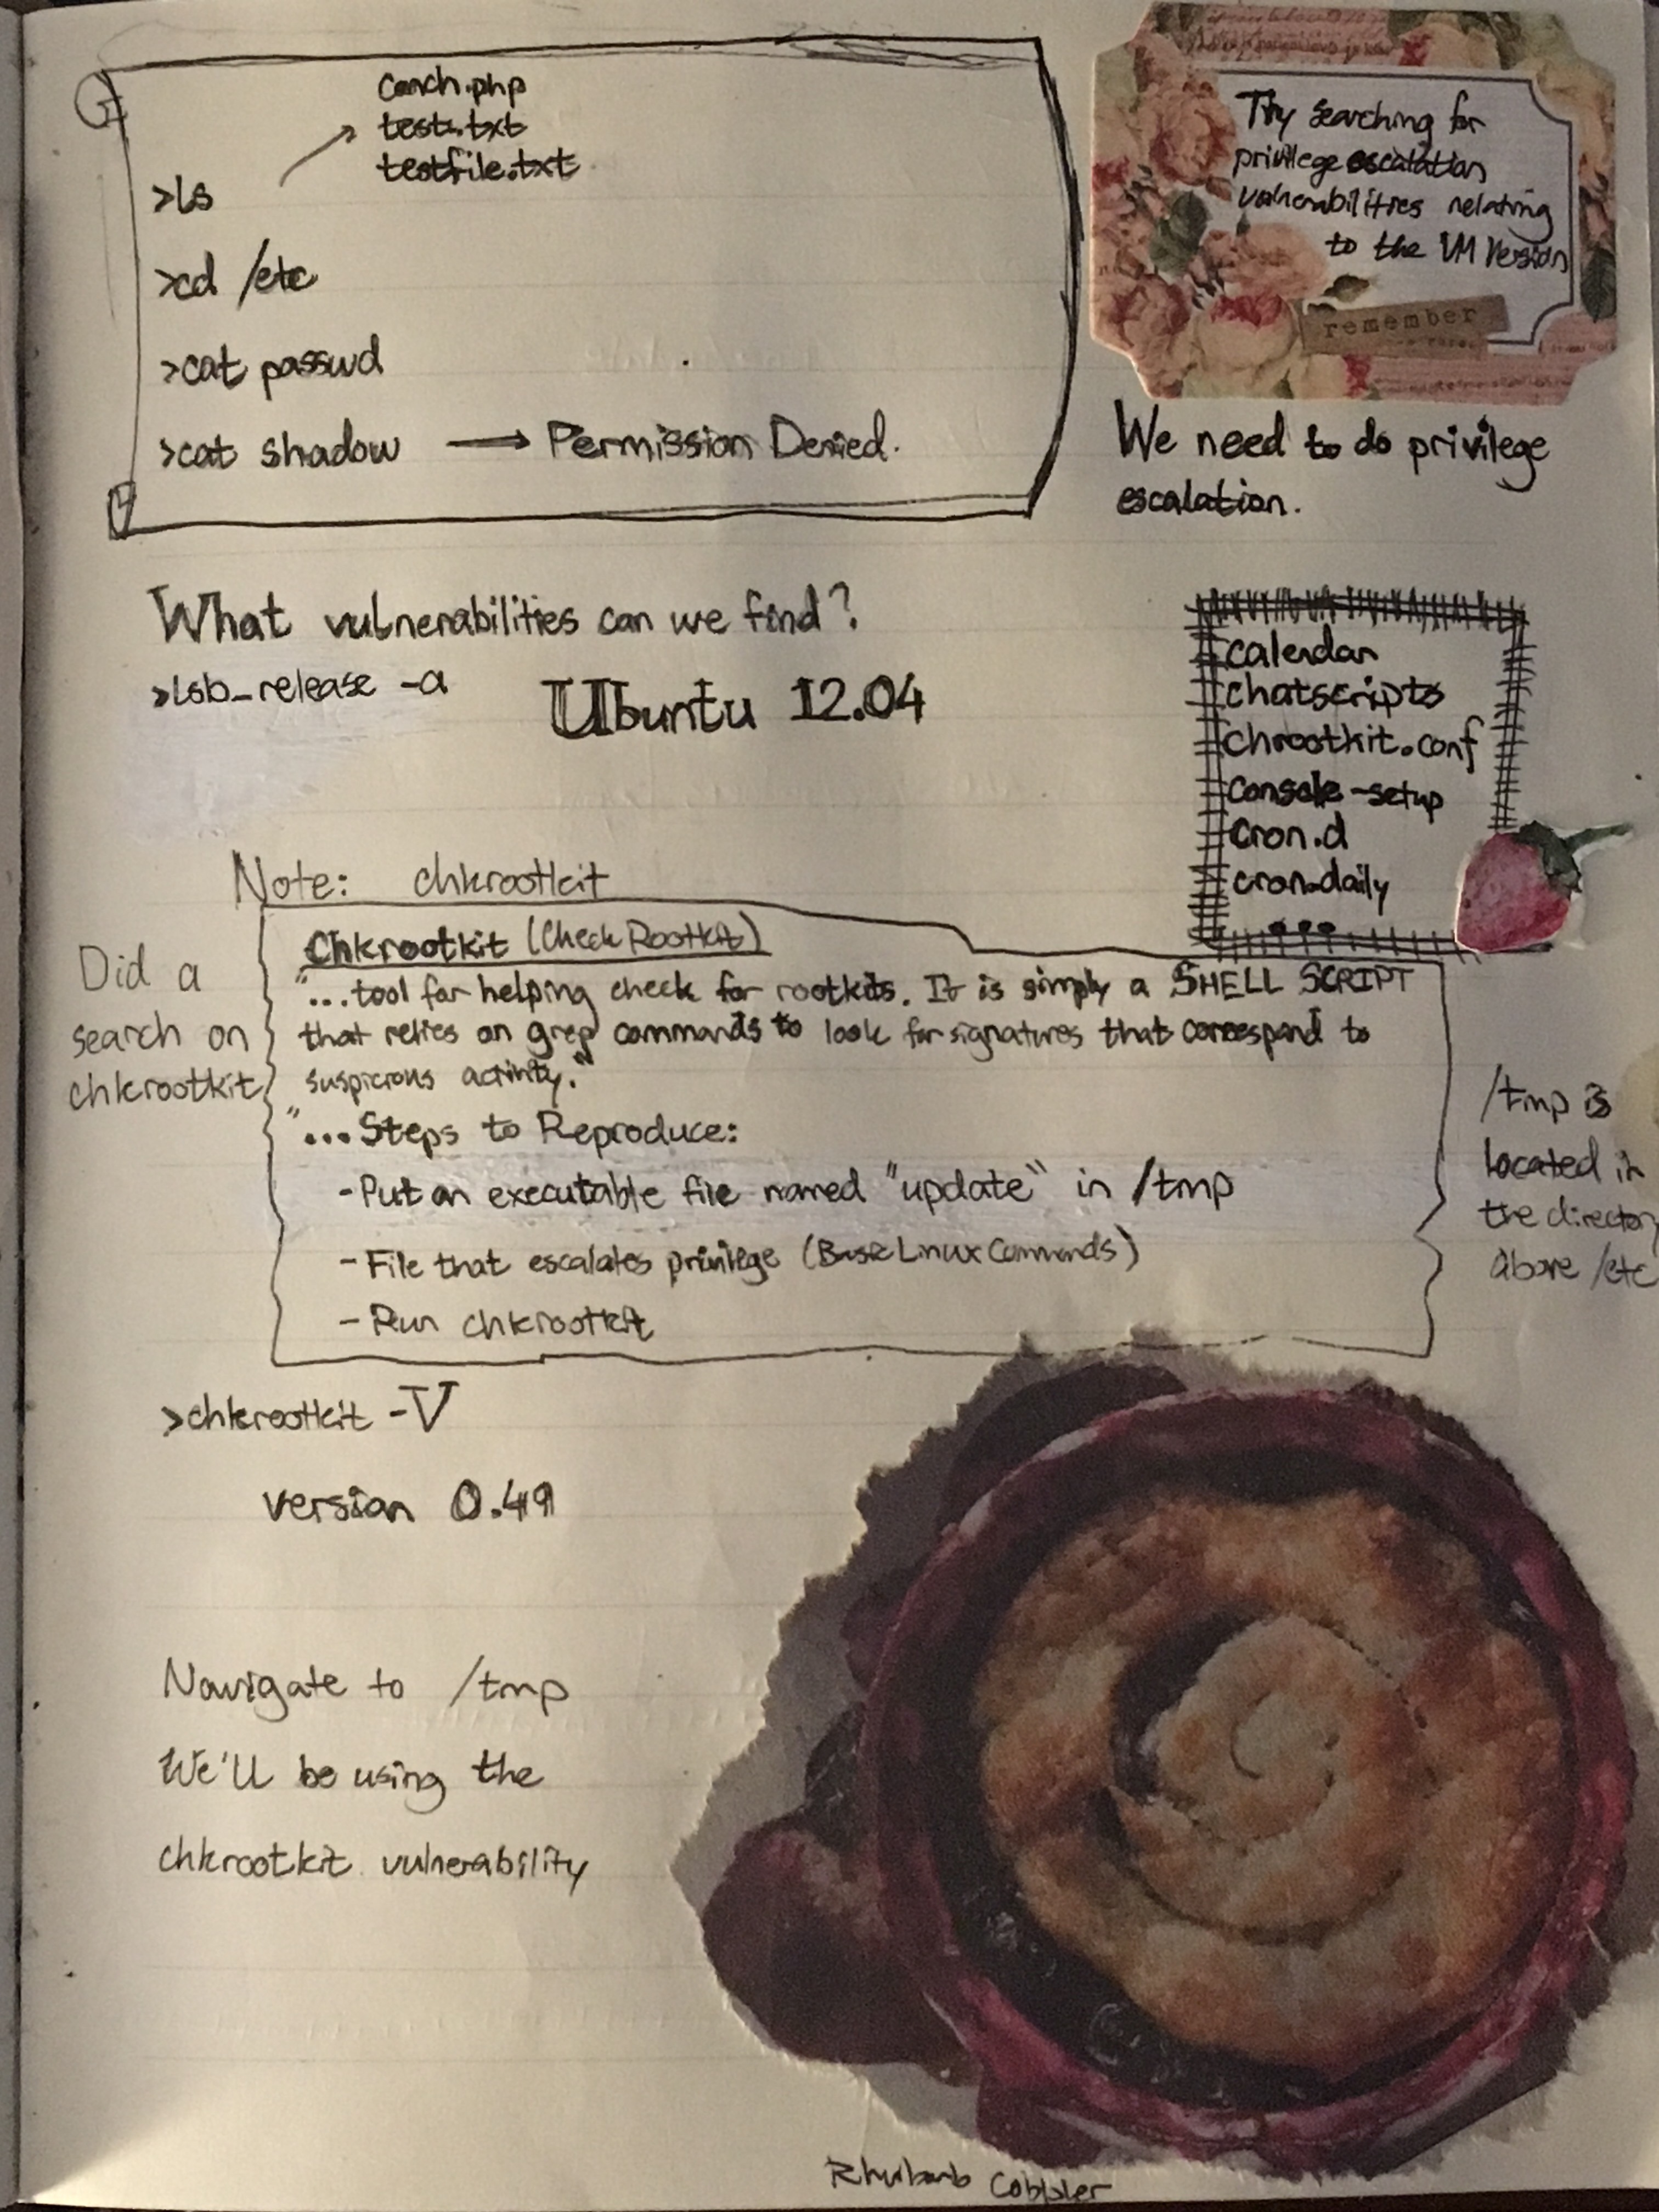 conch.php
test.txt
testfile.txt
>ls
>cd /etc
>cat passwd
>cat shadow → Permission Denied.
Try searching for
privilege escalation
vulnerabilities relating
to the VM Version
remember
We need to do privilege
escalation.
What vulnerabilities can we find?
>lsb_release -a Ubuntu 12.04
calendar
chatscripts
chrootkit.conf
console-setup
cron.d
cron.daily
...
Note: chkrootkit
Did a
search on
chkrootkit
Chkrootkit (Check Rootkit)
"...tool for helping check for rootkits. It is simply a SHELL SCRIPT
that relies on grep commands to look for signatures that correspond to
suspicious activity."
"...Steps to Reproduce:
-Put an executable file named "update" in /tmp
- File that escalates privilege (Basic Linux Commands)
- Run chkrootkit
/tmp is
located in
the directory
above /etc
>chkrootkit -V
version 0.49
Navigate to /tmp
We'll be using the
chkrootkit vulnerability
Rhubarb Cobbler